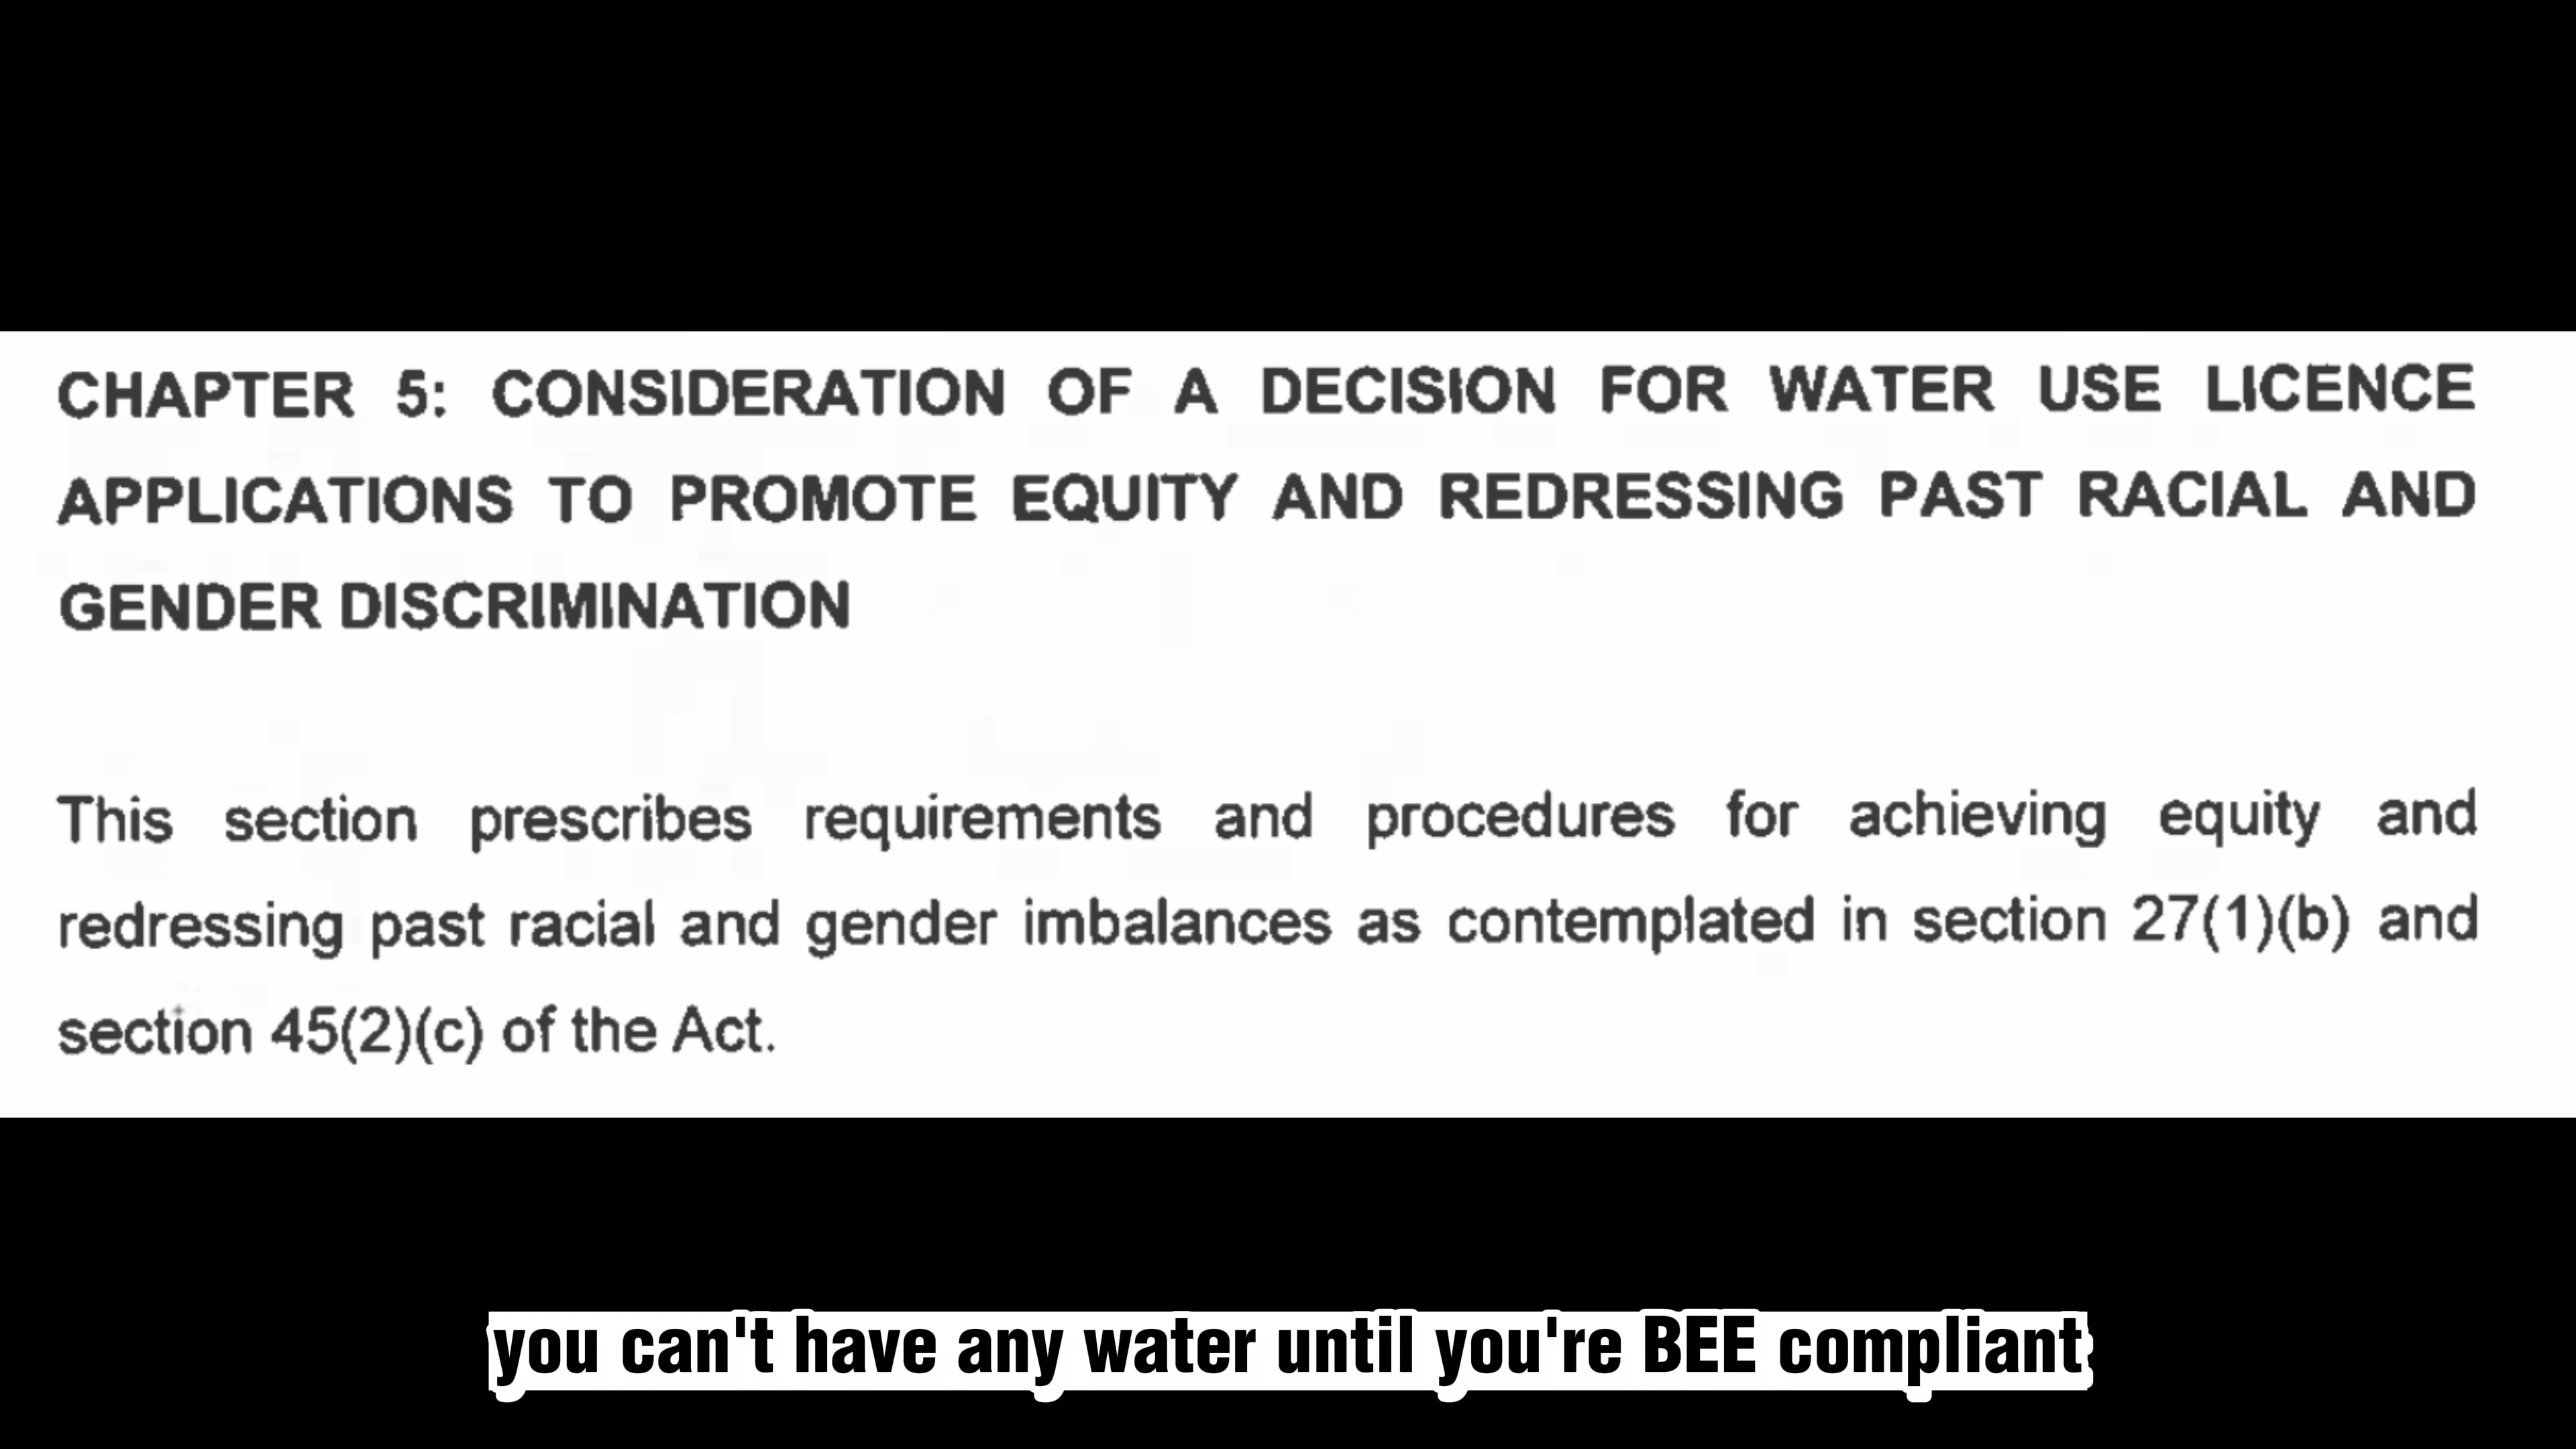 CHAPTER 5: CONSIDERATION OF A DECISION FOR WATER USE LICENCE
APPLICATIONS TO PROMOTE EQUITY AND REDRESSING PAST RACIAL AND
GENDER DISCRIMINATION
This section prescribes requirements and procedures for achieving equity and
redressing past racial and gender imbalances as contemplated in section 27(1)(b) and
section 45(2)(c) of the Act.
you can't have any water until you're BEE compliant